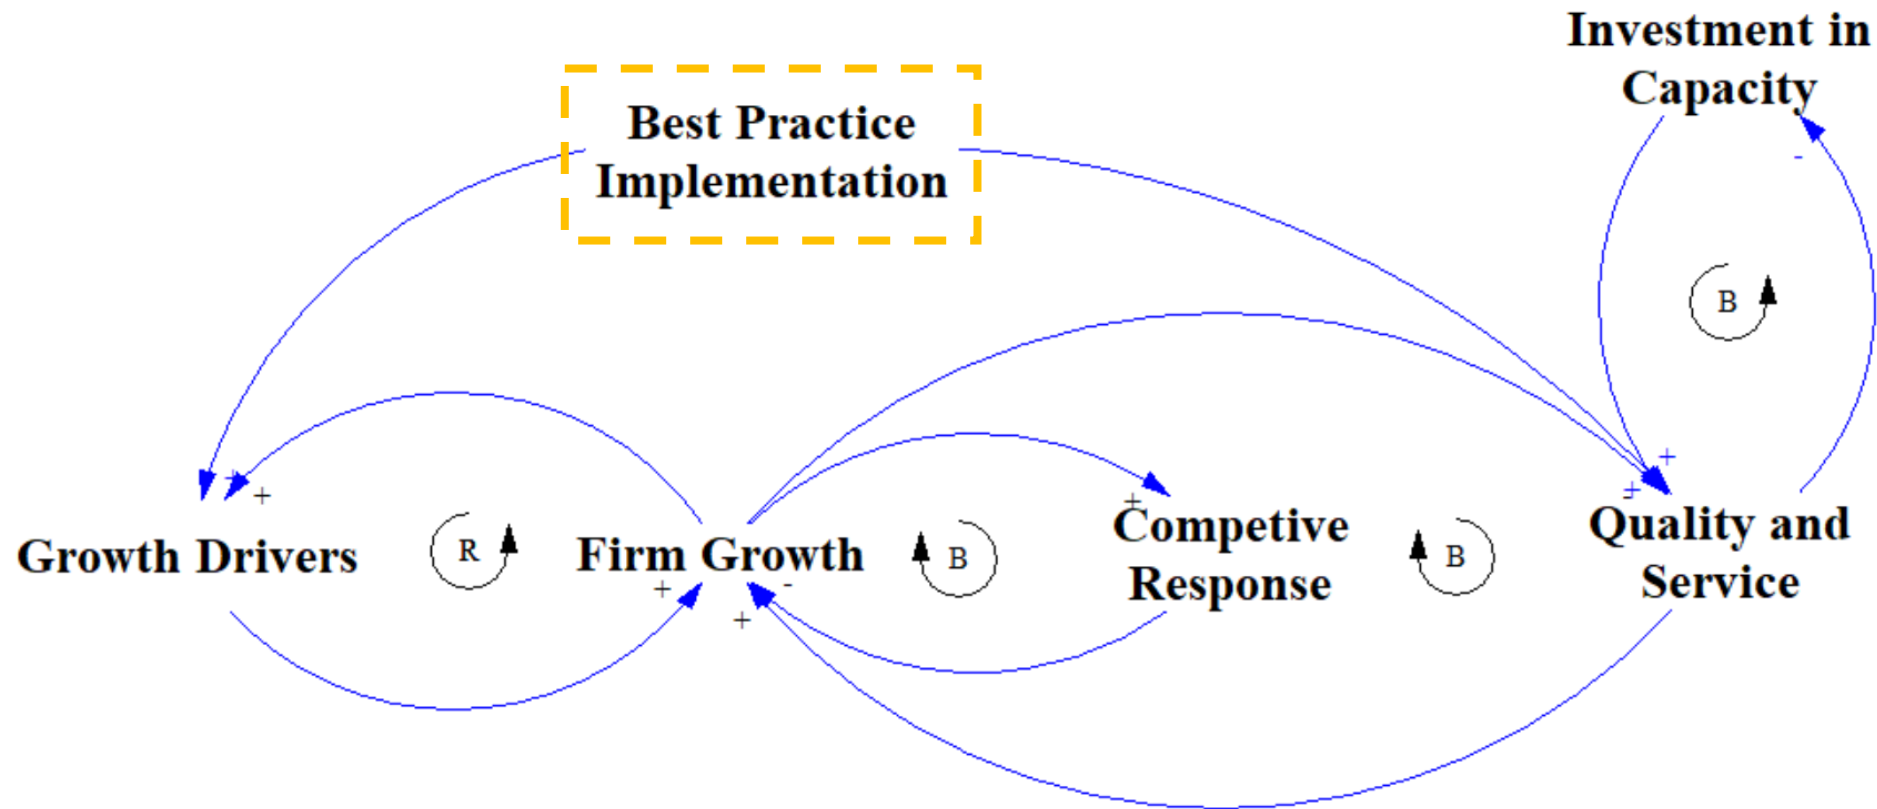 Investment in
Capacity
Best Practice
Implementation
-
B
+
+
+
+
-
+
Growth Drivers
R
Firm Growth
B
Competive
Response
B
Quality and
Service
+
-
+